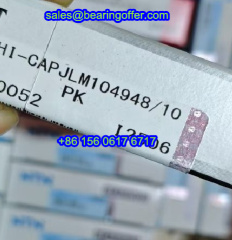 sales@bearingoffer.com
HI-CAPJLM104948/10
0052 PK
+86 156 0617 6717